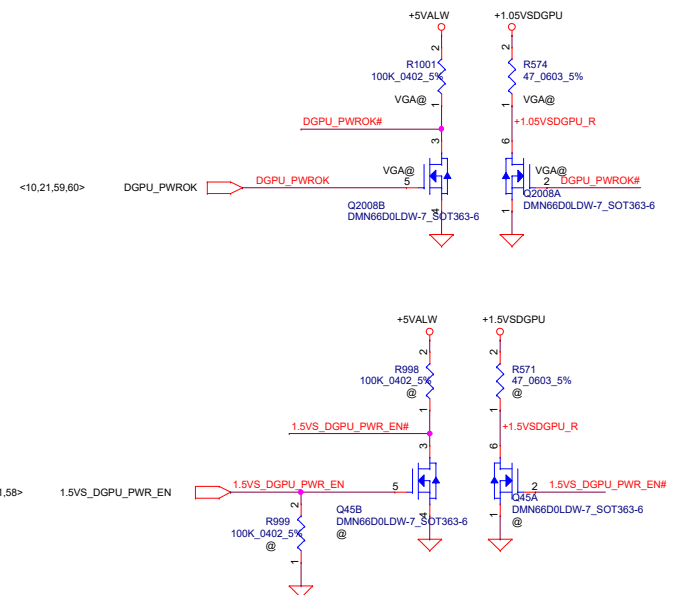 +5VALW
+1.05VSDGPU
2
2
R1001
100K_0402_5%
R574
47_0603_5%
VGA@
1
VGA@
1
DGPU_PWROK#
+1.05VSDGPU_R
3
6
<10,21,59,60>
DGPU_PWROK
DGPU_PWROK
VGA@
5
VGA@
2
DGPU_PWROK#
Q2008B
DMN66D0LDW-7_SOT363-6
4
Q2008A
DMN66D0LDW-7_SOT363-6
1
+5VALW
+1.5VSDGPU
2
2
R998
100K_0402_5%
@
R571
47_0603_5%
@
1
1
1.5VS_DGPU_PWR_EN#
+1.5VSDGPU_R
3
6
,58>
1.5VS_DGPU_PWR_EN
1.5VS_DGPU_PWR_EN
5
2
1.5VS_DGPU_PWR_EN#
2
R999
100K_0402_5%
@
1
Q45B
DMN66D0LDW-7_SOT363-6
@
4
Q45A
DMN66D0LDW-7_SOT363-6
@
1